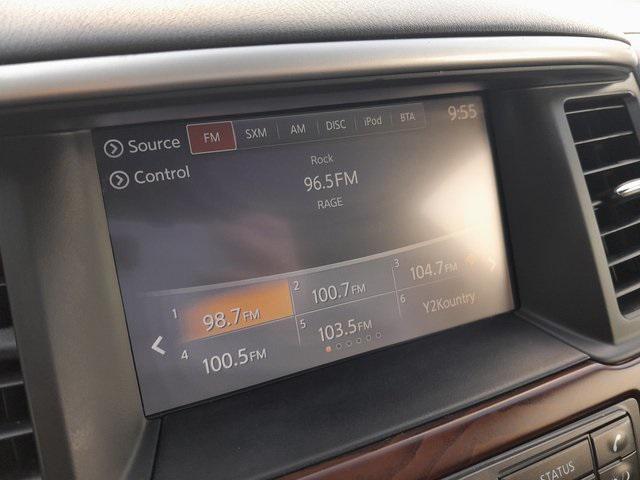 Source FM SXM AM DISC iPod BTA 9:55
Control
Rock
96.5FM
RAGE
1 98.7FM 2 100.7FM 3 104.7FM
4 100.5FM 5 103.5FM 6 Y2Kountry
STATUS